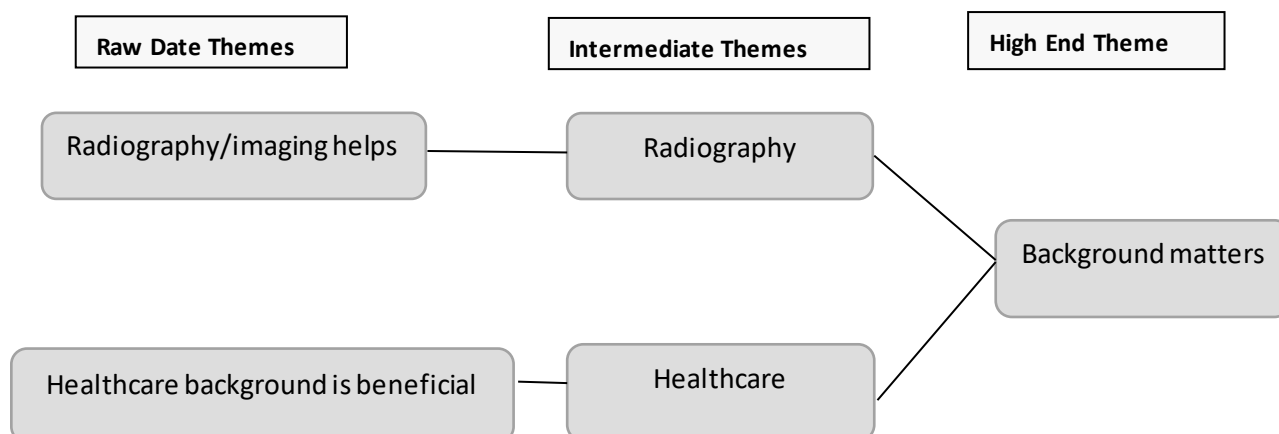 Raw Date Themes
Intermediate Themes
High End Theme
Radiography/imaging helps
Radiography
Background matters
Healthcare background is beneficial
Healthcare